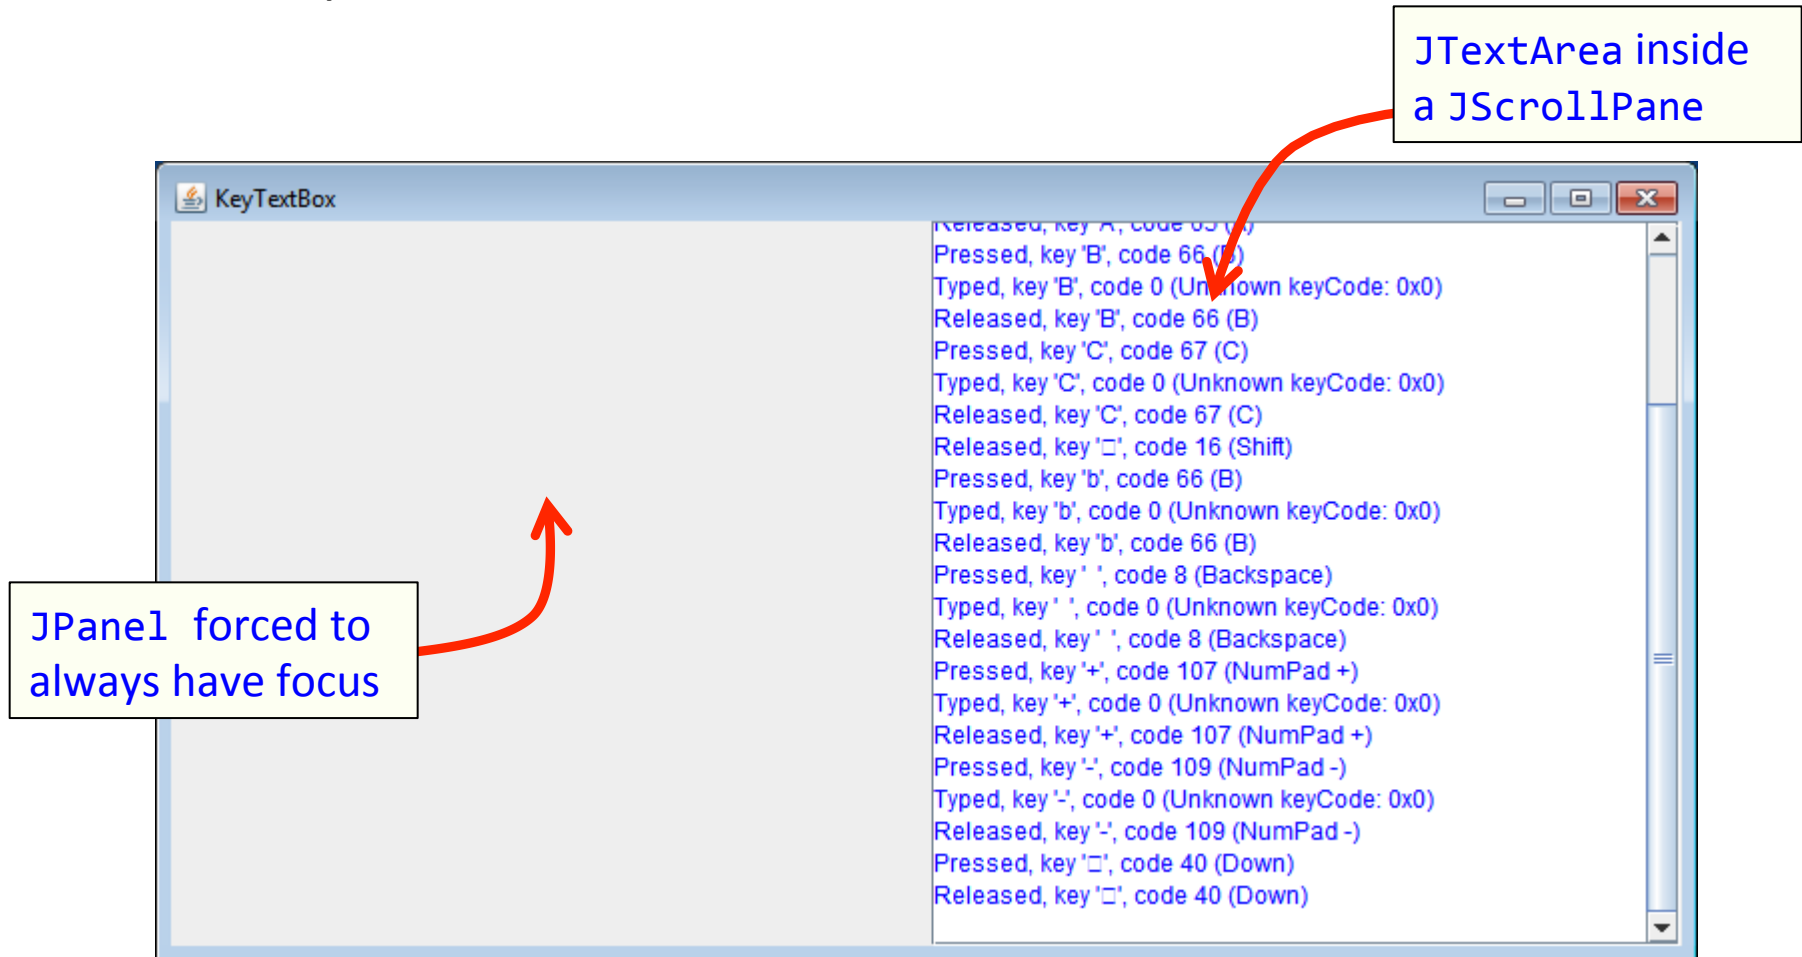 JTextArea inside
a JScrollPane
KeyTextBox
Released, key 'A', code 65 (A)
Pressed, key 'B', code 66 (B)
Typed, key 'B', code 0 (Unknown keyCode: 0x0)
Released, key 'B', code 66 (B)
Pressed, key 'C', code 67 (C)
Typed, key 'C', code 0 (Unknown keyCode: 0x0)
Released, key 'C', code 67 (C)
Released, key '□', code 16 (Shift)
Pressed, key 'b', code 66 (B)
Typed, key 'b', code 0 (Unknown keyCode: 0x0)
Released, key 'b', code 66 (B)
Pressed, key ' ', code 8 (Backspace)
Typed, key ' ', code 0 (Unknown keyCode: 0x0)
Released, key ' ', code 8 (Backspace)
Pressed, key '+', code 107 (NumPad +)
Typed, key '+', code 0 (Unknown keyCode: 0x0)
Released, key '+', code 107 (NumPad +)
Pressed, key '-', code 109 (NumPad -)
Typed, key '-', code 0 (Unknown keyCode: 0x0)
Released, key '-', code 109 (NumPad -)
Pressed, key '□', code 40 (Down)
Released, key '□', code 40 (Down)
JPanel forced to
always have focus